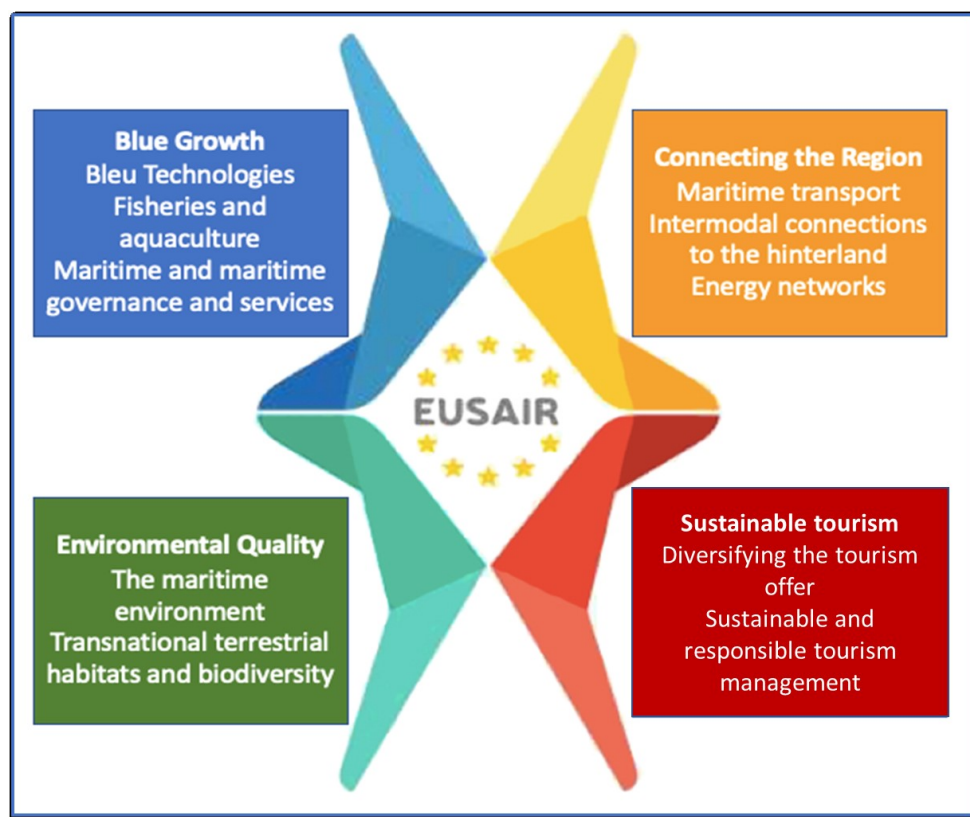 Blue Growth
Bleu Technologies
Fisheries and
aquaculture
Maritime and maritime
governance and services
Connecting the Region
Maritime transport
Intermodal connections
to the hinterland
Energy networks
EUSAIR
Environmental Quality
The maritime
environment
Transnational terrestrial
habitats and biodiversity
Sustainable tourism
Diversifying the tourism
offer
Sustainable and
responsible tourism
management